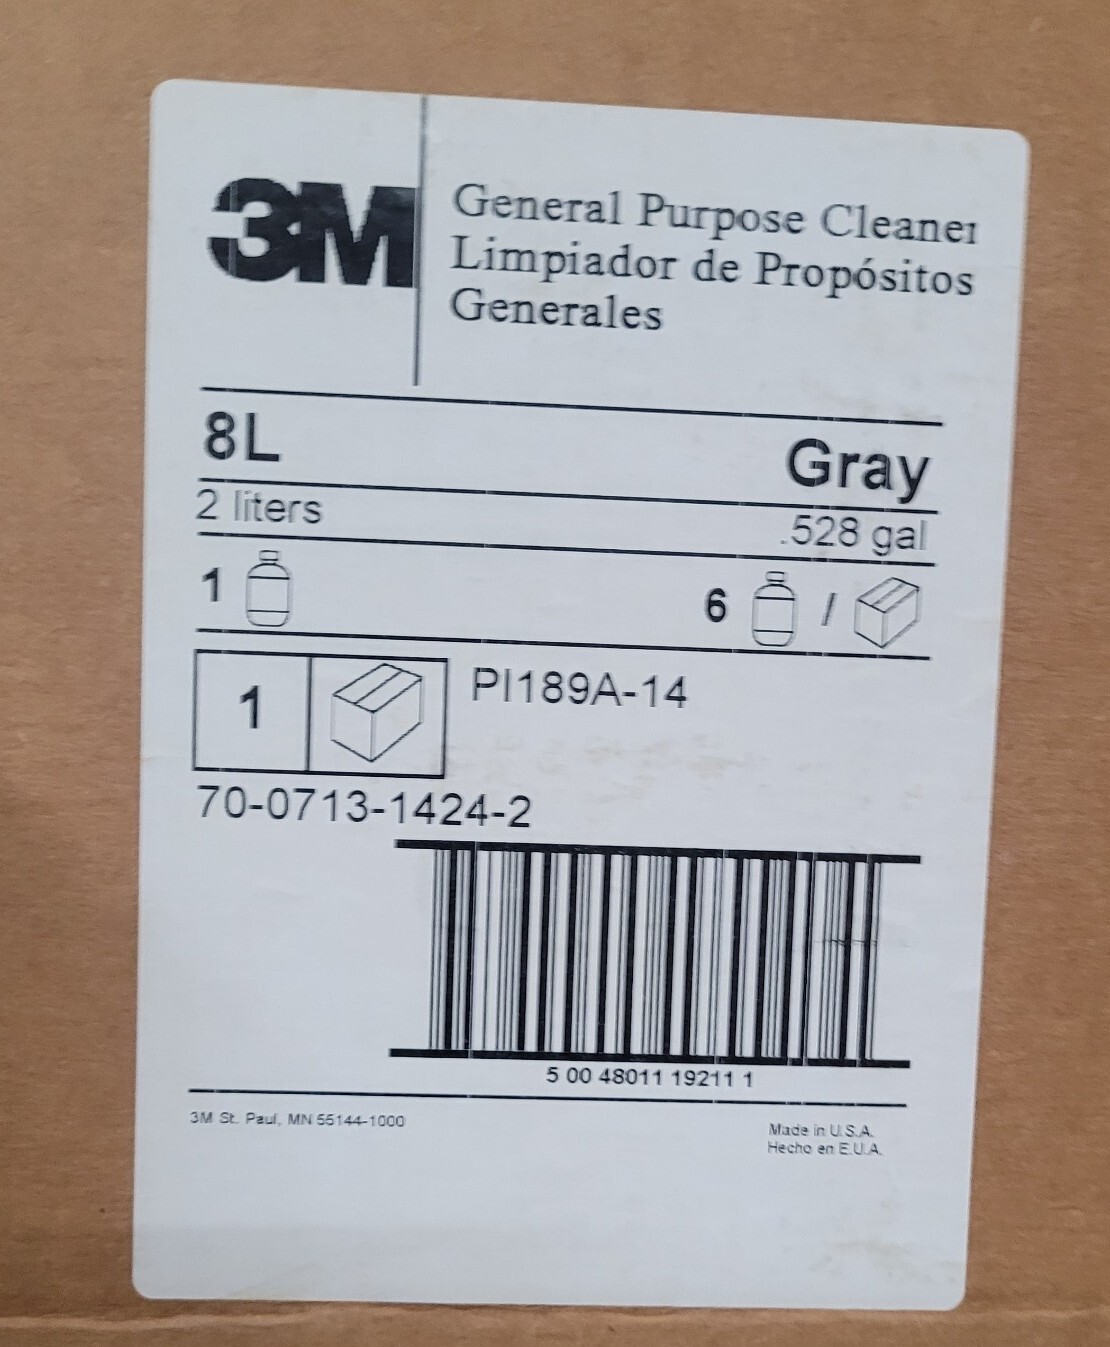 3M
General Purpose Cleaner
Limpiador de Propósitos
Generales
8L Gray
2 liters .528 gal
1 6 /
1 PI189A-14
70-0713-1424-2
5 00 48011 19211 1
3M St. Paul, MN 55144-1000
Made in U.S.A.
Hecho en E.U.A.